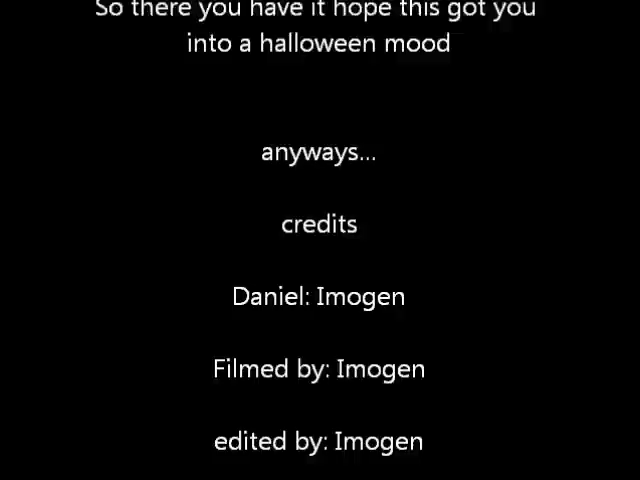 So there you have it hope this got you
into a halloween mood
anyways...
credits
Daniel: Imogen
Filmed by: Imogen
edited by: Imogen